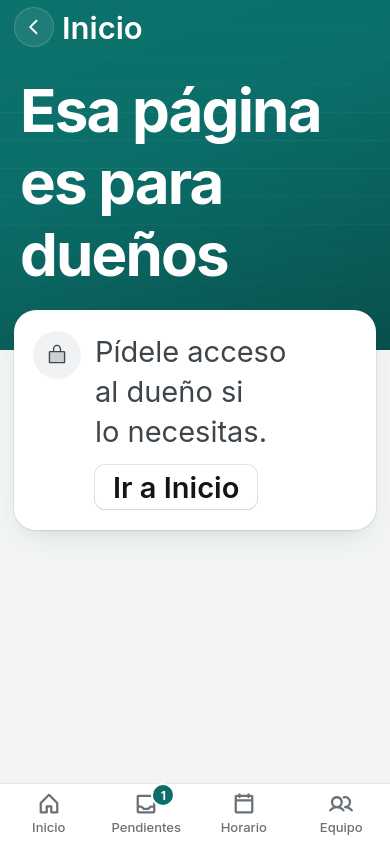 Inicio
Esa página
es para
dueños
Pídele acceso
al dueño si
lo necesitas.
Ir a Inicio
1
Inicio
Pendientes
Horario
Equipo